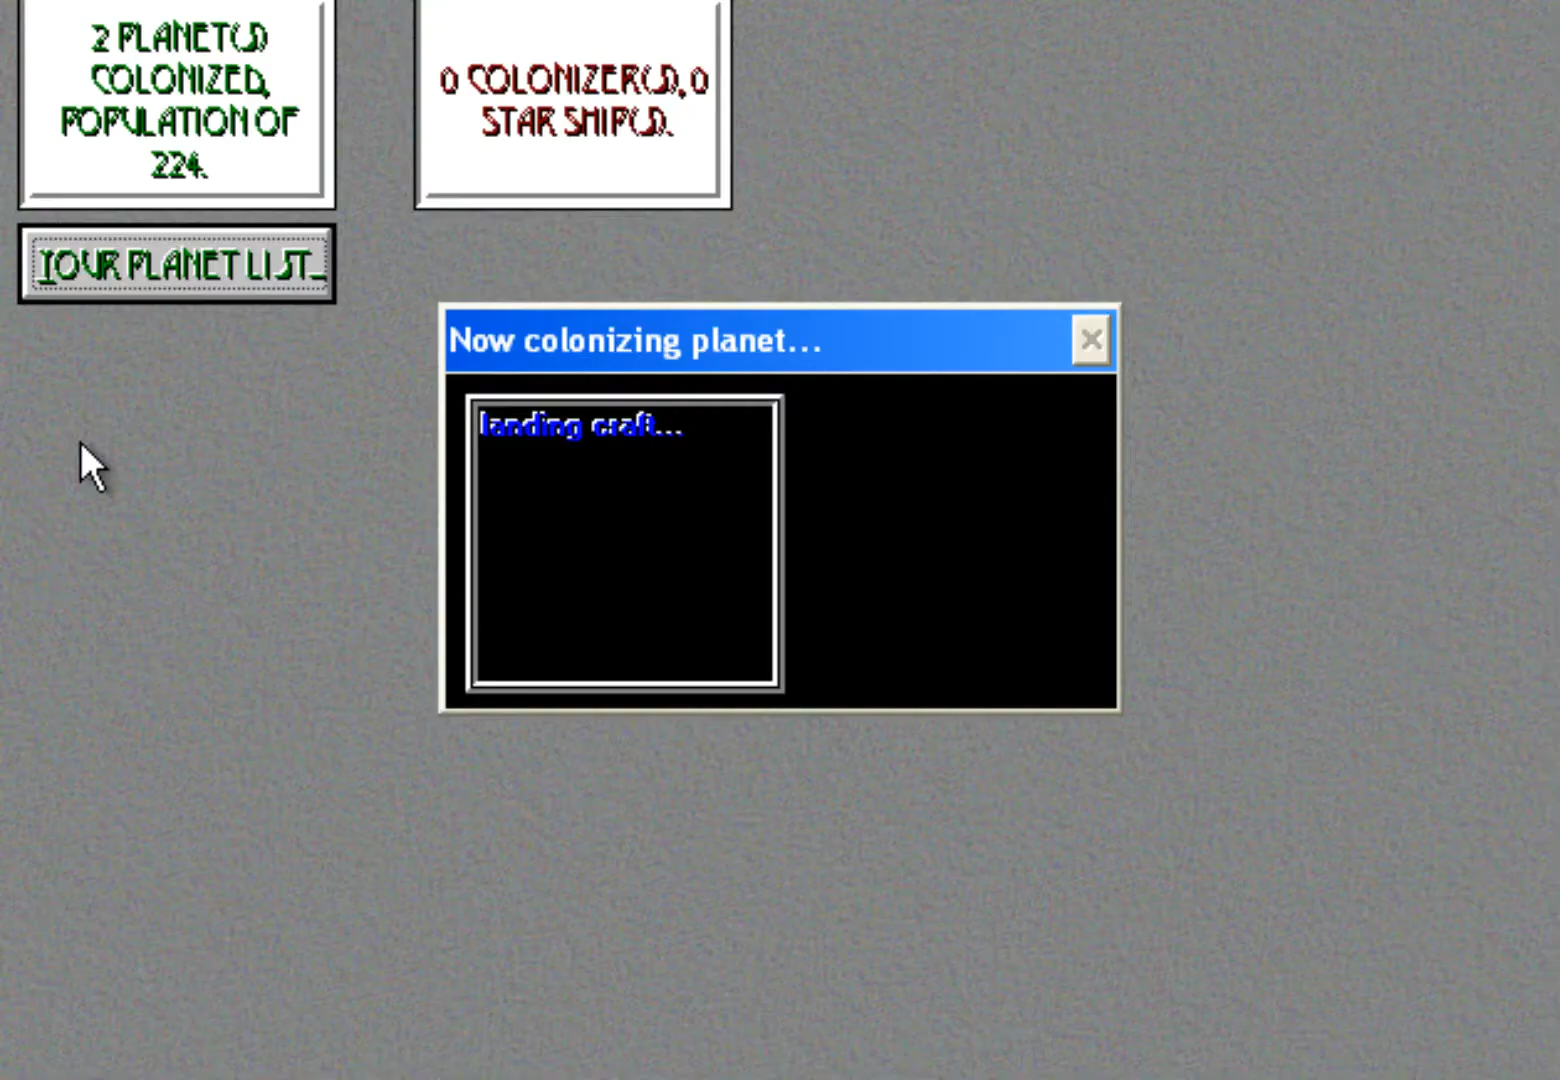 2 PLANET(S)
COLONIZED,
POPULATION OF
224.
0 COLONIZER(S), 0
STAR SHIP(S).
YOUR PLANET LIST...
Now colonizing planet...
landing craft...